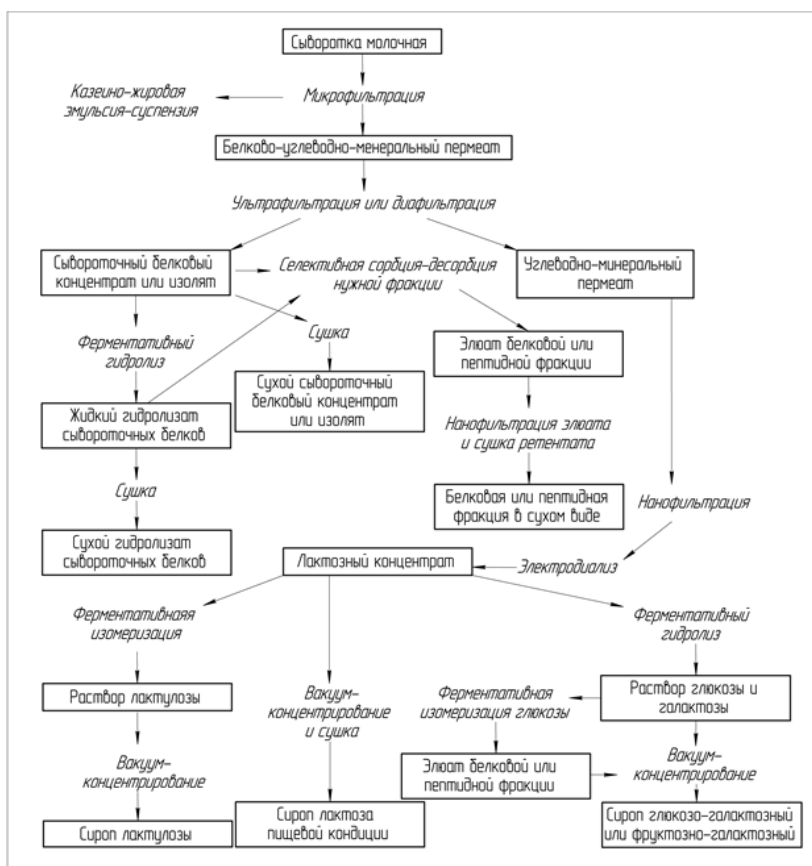 Сыворотка молочная
Казеино-жировая
эмульсия-суспензия
Микрофильтрация
Белково-углеводно-менеральный пермеат
Ультрафильтрация или диафильтрация
Сывороточный белковый
концентрат или изолят
Селективная сорбция-десорбция
нужной фракции
Углеводно-минеральный
пермеат
Ферментативный
гидролиз
Сушка
Элюат белковой или
пептидной фракции
Жидкий гидролизат
сывороточных белков
Сухой сывороточный
белковый концентрат
или изолят
Нанофильтрация элюата
и сушка ретентата
Сушка
Белковая или пептидная
фракция в сухом виде
Нанофильтрация
Сухой гидролизат
сывороточных белков
Лактозный концентрат
Электродиализ
Ферментативнаяя
изомеризация
Ферментативный
гидролиз
Раствор лактулозы
Вакуум-
концентрирование
и сушка
Ферментативная
изомеризация глюкозы
Раствор глюкозы и
галактозы
Вакуум-
концентрирование
Элюат белковой или
пептидной фракции
Вакуум-
концентрирование
Сироп лактулозы
Сироп лактоза
пищевой кондиции
Сироп глюкозо-галактозный
или фруктозно-галактозный